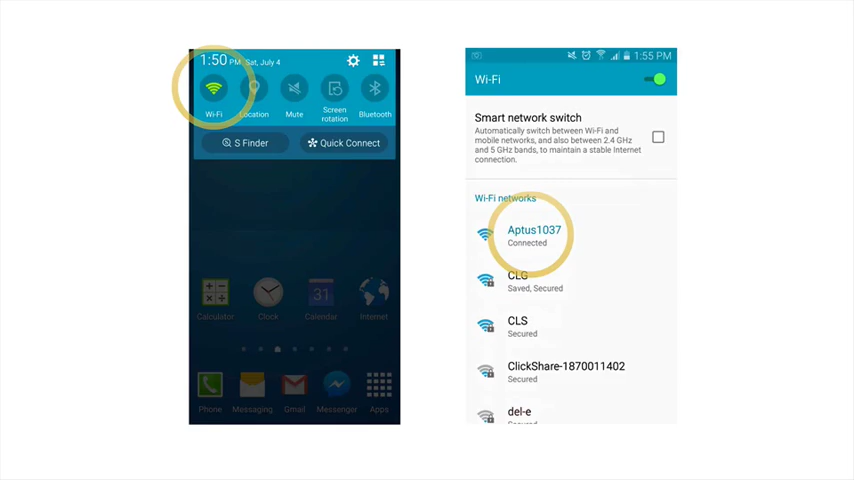 1:50 PM Sat, July 4
Wi-Fi
Location
Mute
Screen
rotation
Bluetooth
S Finder
Quick Connect
Calculator
Clock
31
Calendar
Internet
Phone
Messaging
Gmail
Messenger
Apps
1:55 PM
Wi-Fi
Smart network switch
Automatically switch between Wi-Fi and
mobile networks, and also between 2.4 GHz
and 5 GHz bands, to maintain a stable Internet
connection.
Wi-Fi networks
Aptus1037
Connected
CLG
Saved, Secured
CLS
Secured
ClickShare-1870011402
Secured
del-e
Secured